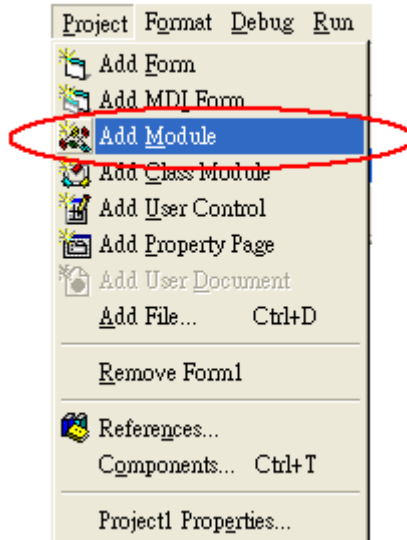 Project Format Debug Run
Add Form
Add MDI Form
Add Module
Add Class Module
Add User Control
Add Property Page
Add User Document
Add File... Ctrl+D
Remove Form1
References...
Components... Ctrl+T
Project1 Properties...